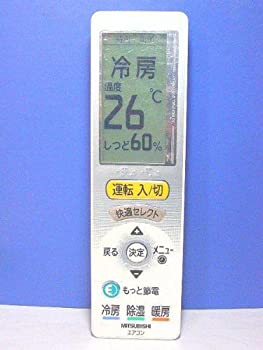 冷房
温度
26℃
しつど60%
運転 入/切
快適セレクト
戻る 決定 メニュー
もっと節電
冷房 除湿 暖房
MITSUBISHI
エアコン